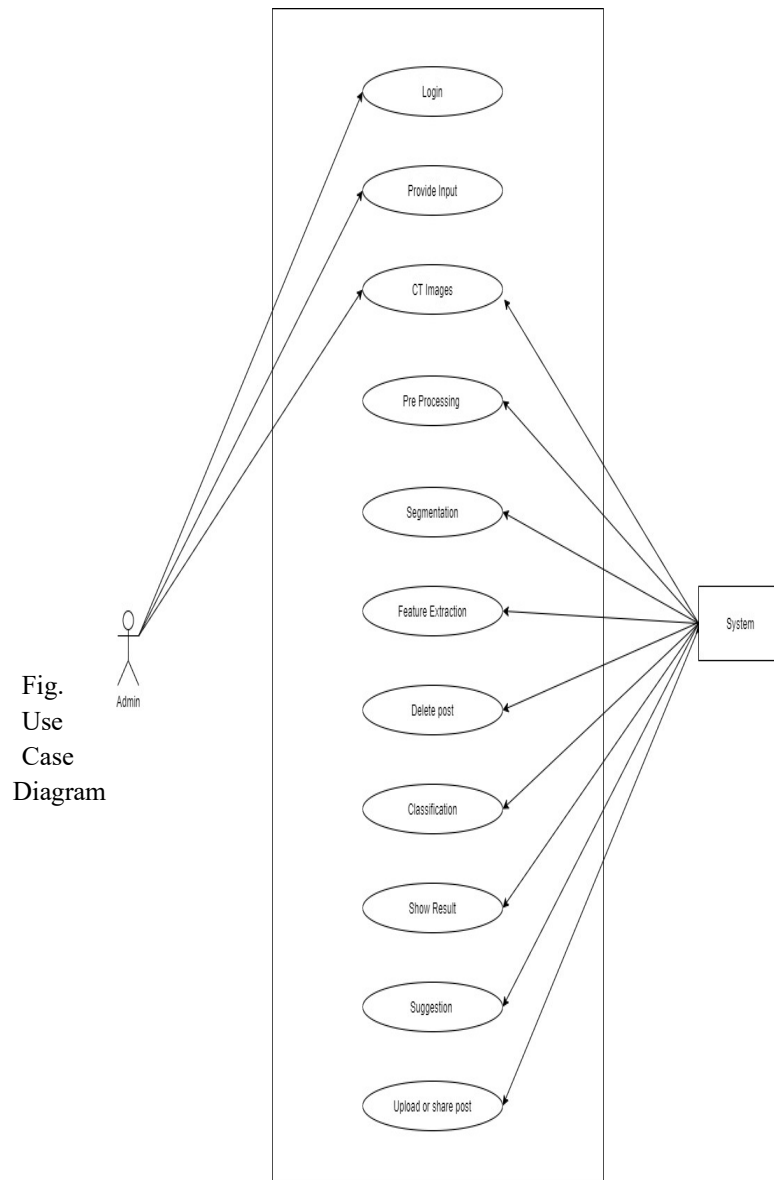 Login
Provide Input
CT Images
Pre Processing
Segmentation
Feature Extraction
System
Delete post
Admin
Fig.
Use
Case
Diagram
Classification
Show Result
Suggestion
Upload or share post